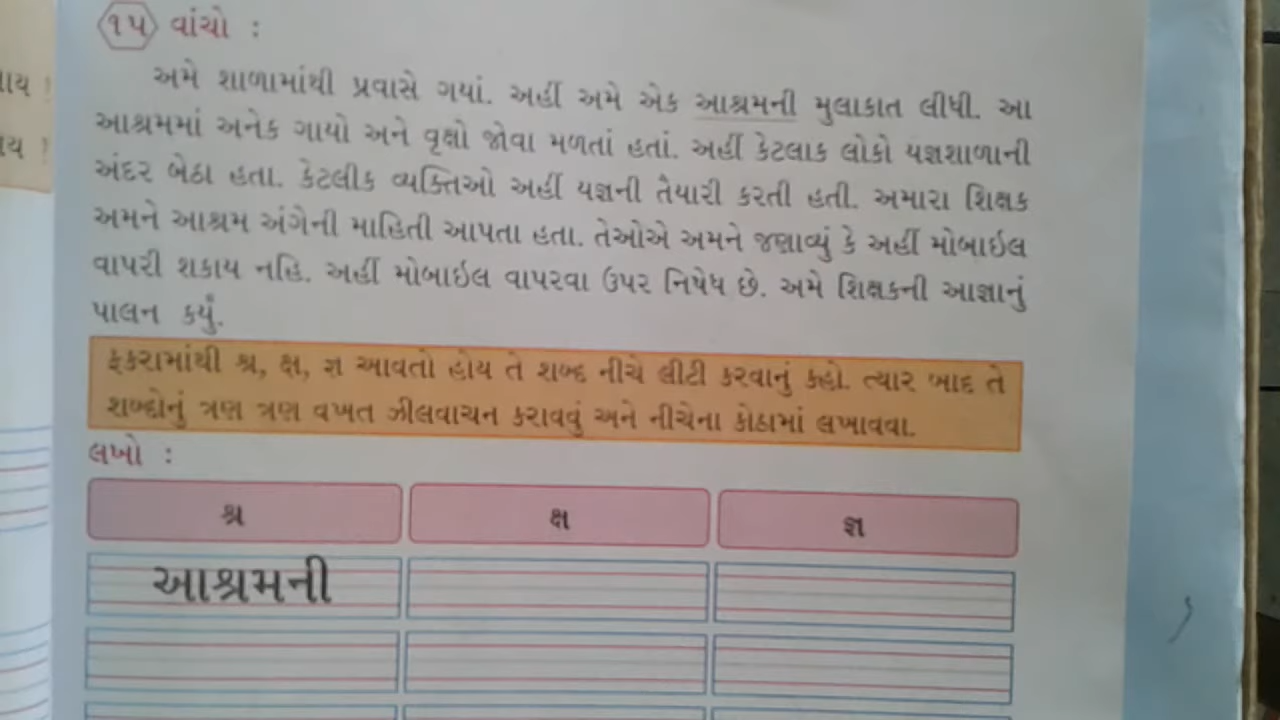 ૧૫ વાંચો :
અમે શાળામાંથી પ્રવાસે ગયાં. અહીં અમે એક આશ્રમની મુલાકાત લીધી. આ
આશ્રમમાં અનેક ગાયો અને વૃક્ષો જોવા મળતાં હતાં. અહીં કેટલાક લોકો યજ્ઞશાળાની
અંદર બેઠા હતા. કેટલીક વ્યક્તિઓ અહીં યજ્ઞની તૈયારી કરતી હતી. અમારા શિક્ષક
અમને આશ્રમ અંગેની માહિતી આપતા હતા. તેઓએ અમને જણાવ્યું કે અહીં મોબાઇલ
વાપરી શકાય નહિ. અહીં મોબાઇલ વાપરવા ઉપર નિષેધ છે. અમે શિક્ષકની આજ્ઞાનું
પાલન કર્યું.
ફકરામાંથી શ્ર, ક્ષ, જ્ઞ આવતો હોય તે શબ્દ નીચે લીટી કરવાનું કહો. ત્યાર બાદ તે
શબ્દોનું ત્રણ ત્રણ વખત ઝીલવાચન કરાવવું અને નીચેના કોઠામાં લખાવવા.
લખો :
શ્ર ક્ષ જ્ઞ
આશ્રમની